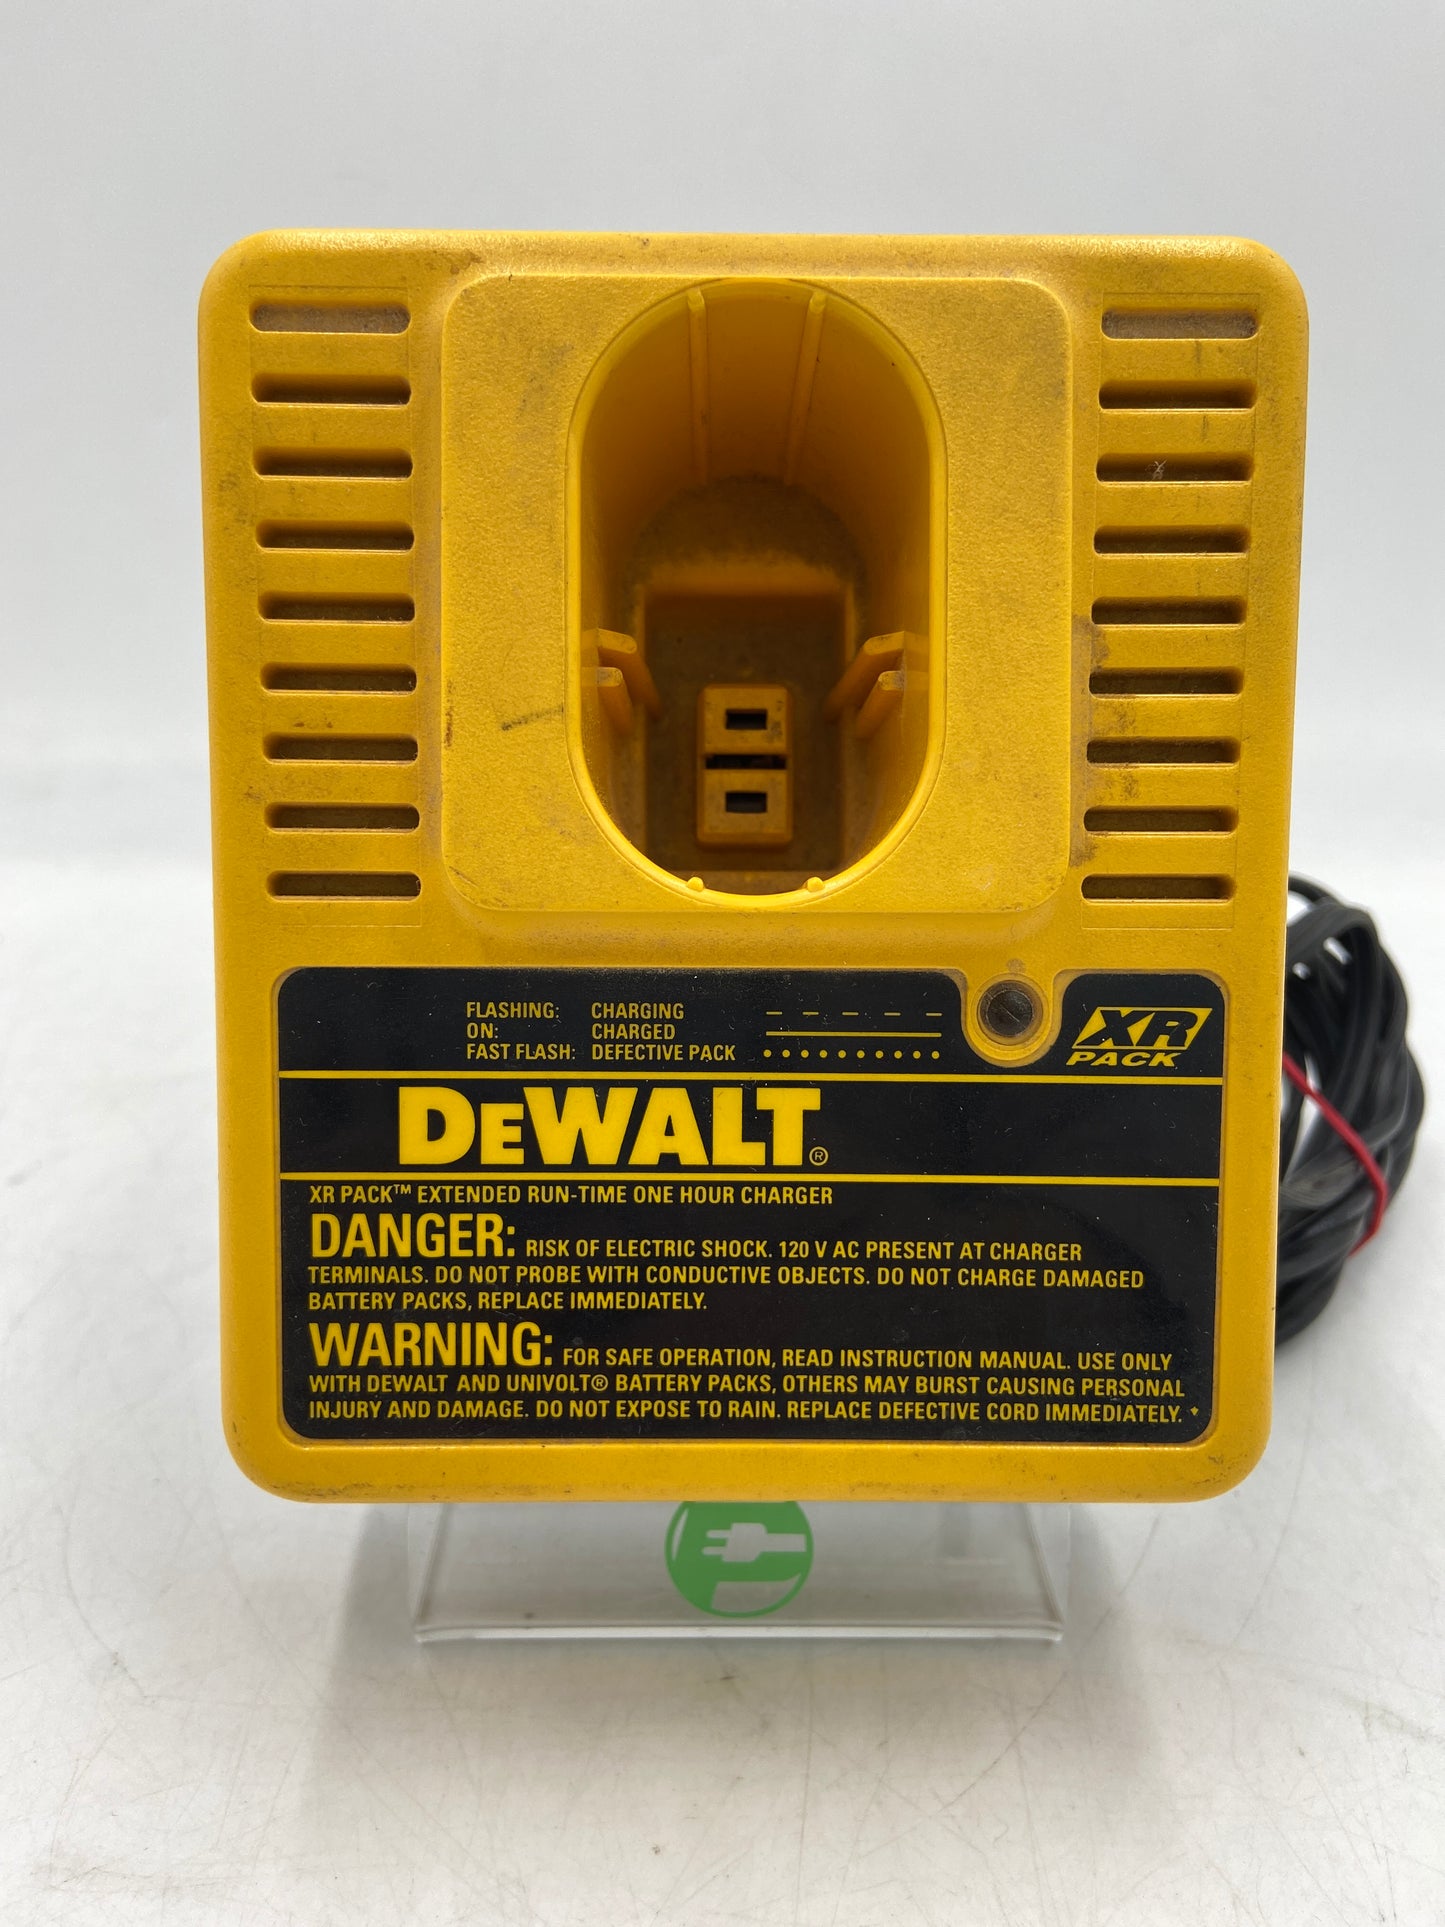 FLASHING: CHARGING
ON: CHARGED
FAST FLASH: DEFECTIVE PACK
XR
PACK
DEWALT®
XR PACK™ EXTENDED RUN-TIME ONE HOUR CHARGER
DANGER: RISK OF ELECTRIC SHOCK. 120 V AC PRESENT AT CHARGER
TERMINALS. DO NOT PROBE WITH CONDUCTIVE OBJECTS. DO NOT CHARGE DAMAGED
BATTERY PACKS, REPLACE IMMEDIATELY.
WARNING: FOR SAFE OPERATION, READ INSTRUCTION MANUAL. USE ONLY
WITH DEWALT AND UNIVOLT® BATTERY PACKS, OTHERS MAY BURST CAUSING PERSONAL
INJURY AND DAMAGE. DO NOT EXPOSE TO RAIN. REPLACE DEFECTIVE CORD IMMEDIATELY.